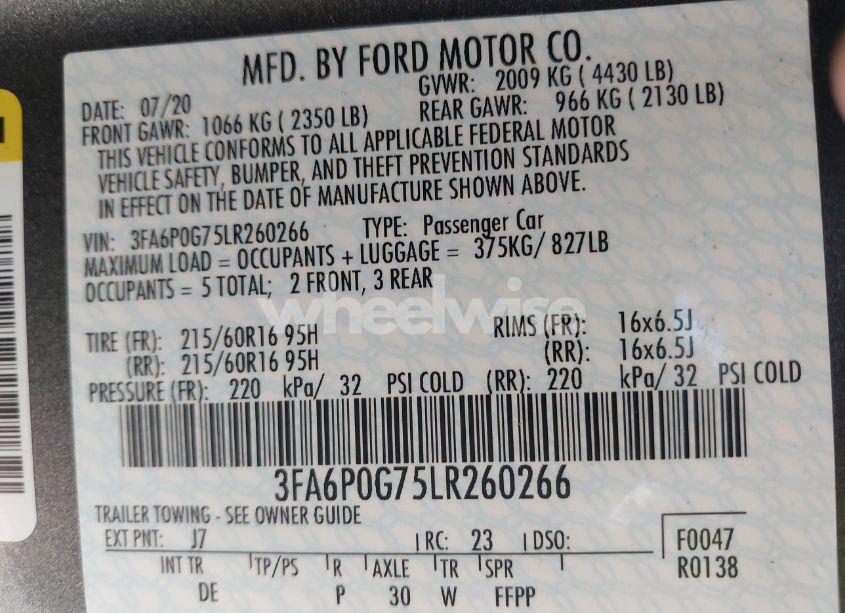 MFD. BY FORD MOTOR CO.
DATE: 07/20 GVWR: 2009 KG ( 4430 LB)
FRONT GAWR: 1066 KG ( 2350 LB) REAR GAWR: 966 KG ( 2130 LB)
THIS VEHICLE CONFORMS TO ALL APPLICABLE FEDERAL MOTOR
VEHICLE SAFETY, BUMPER, AND THEFT PREVENTION STANDARDS
IN EFFECT ON THE DATE OF MANUFACTURE SHOWN ABOVE.
VIN: 3FA6P0G75LR260266 TYPE: Passenger Car
MAXIMUM LOAD = OCCUPANTS + LUGGAGE = 375KG/ 827LB
OCCUPANTS = 5 TOTAL; 2 FRONT, 3 REAR
wheelwise
TIRE (FR): 215/60R16 95H RIMS (FR): 16x6.5J
(RR): 215/60R16 95H (RR): 16x6.5J
PRESSURE (FR): 220 kPa/ 32 PSI COLD (RR): 220 kPa/ 32 PSI COLD
3FA6P0G75LR260266
TRAILER TOWING - SEE OWNER GUIDE
EXT PNT: J7 RC: 23 DSO: F0047
INT TR TP/PS R AXLE TR SPR R0138
DE P 30 W FFPP